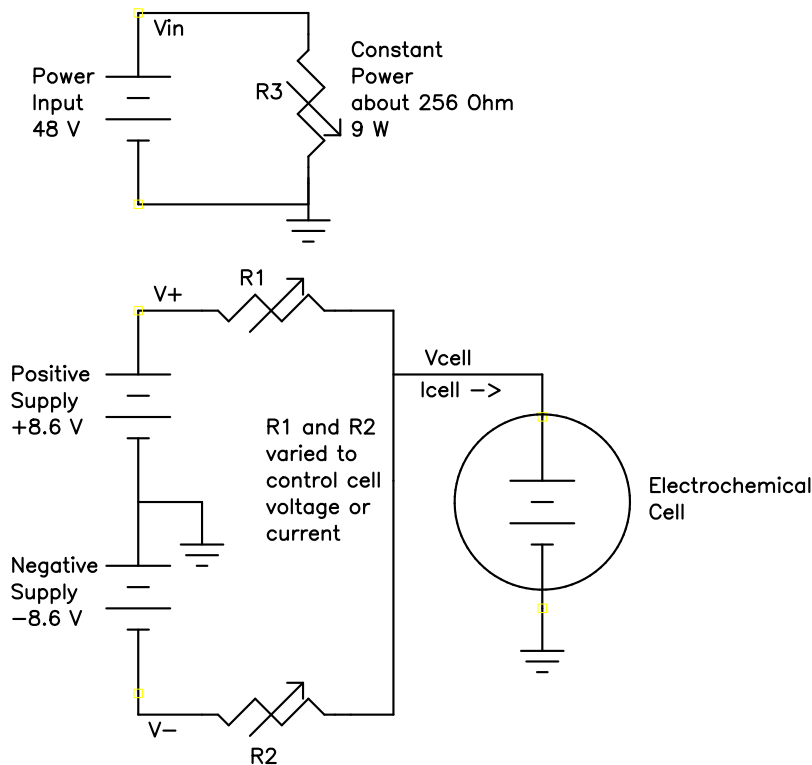 Vin
Power
Input
48 V
R3
Constant
Power
about 256 Ohm
9 W
V+
R1
Positive
Supply
+8.6 V
R1 and R2
varied to
control cell
voltage or
current
Vcell
Icell ->
Electrochemical
Cell
Negative
Supply
-8.6 V
V-
R2